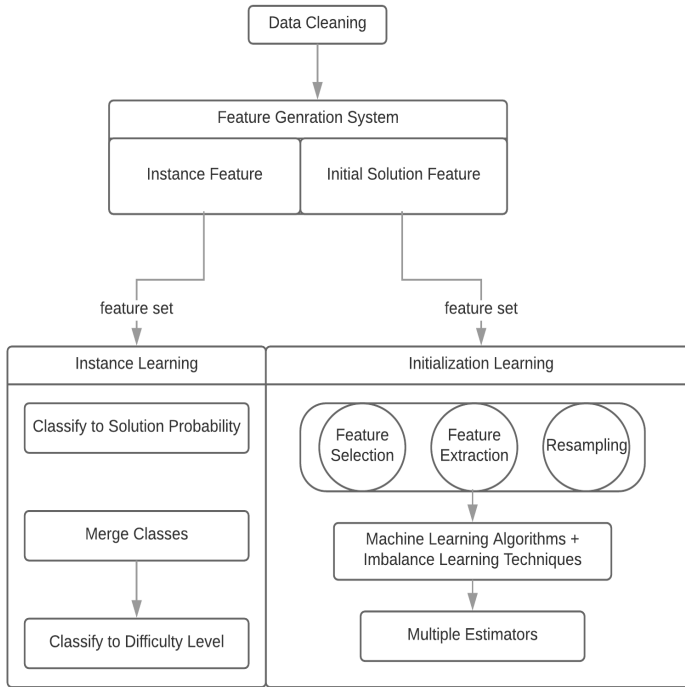 Data Cleaning
Feature Genration System
Instance Feature
Initial Solution Feature
feature set
feature set
Instance Learning
Initialization Learning
Classify to Solution Probability
Merge Classes
Classify to Difficulty Level
Feature
Selection
Feature
Extraction
Resampling
Machine Learning Algorithms +
Imbalance Learning Techniques
Multiple Estimators